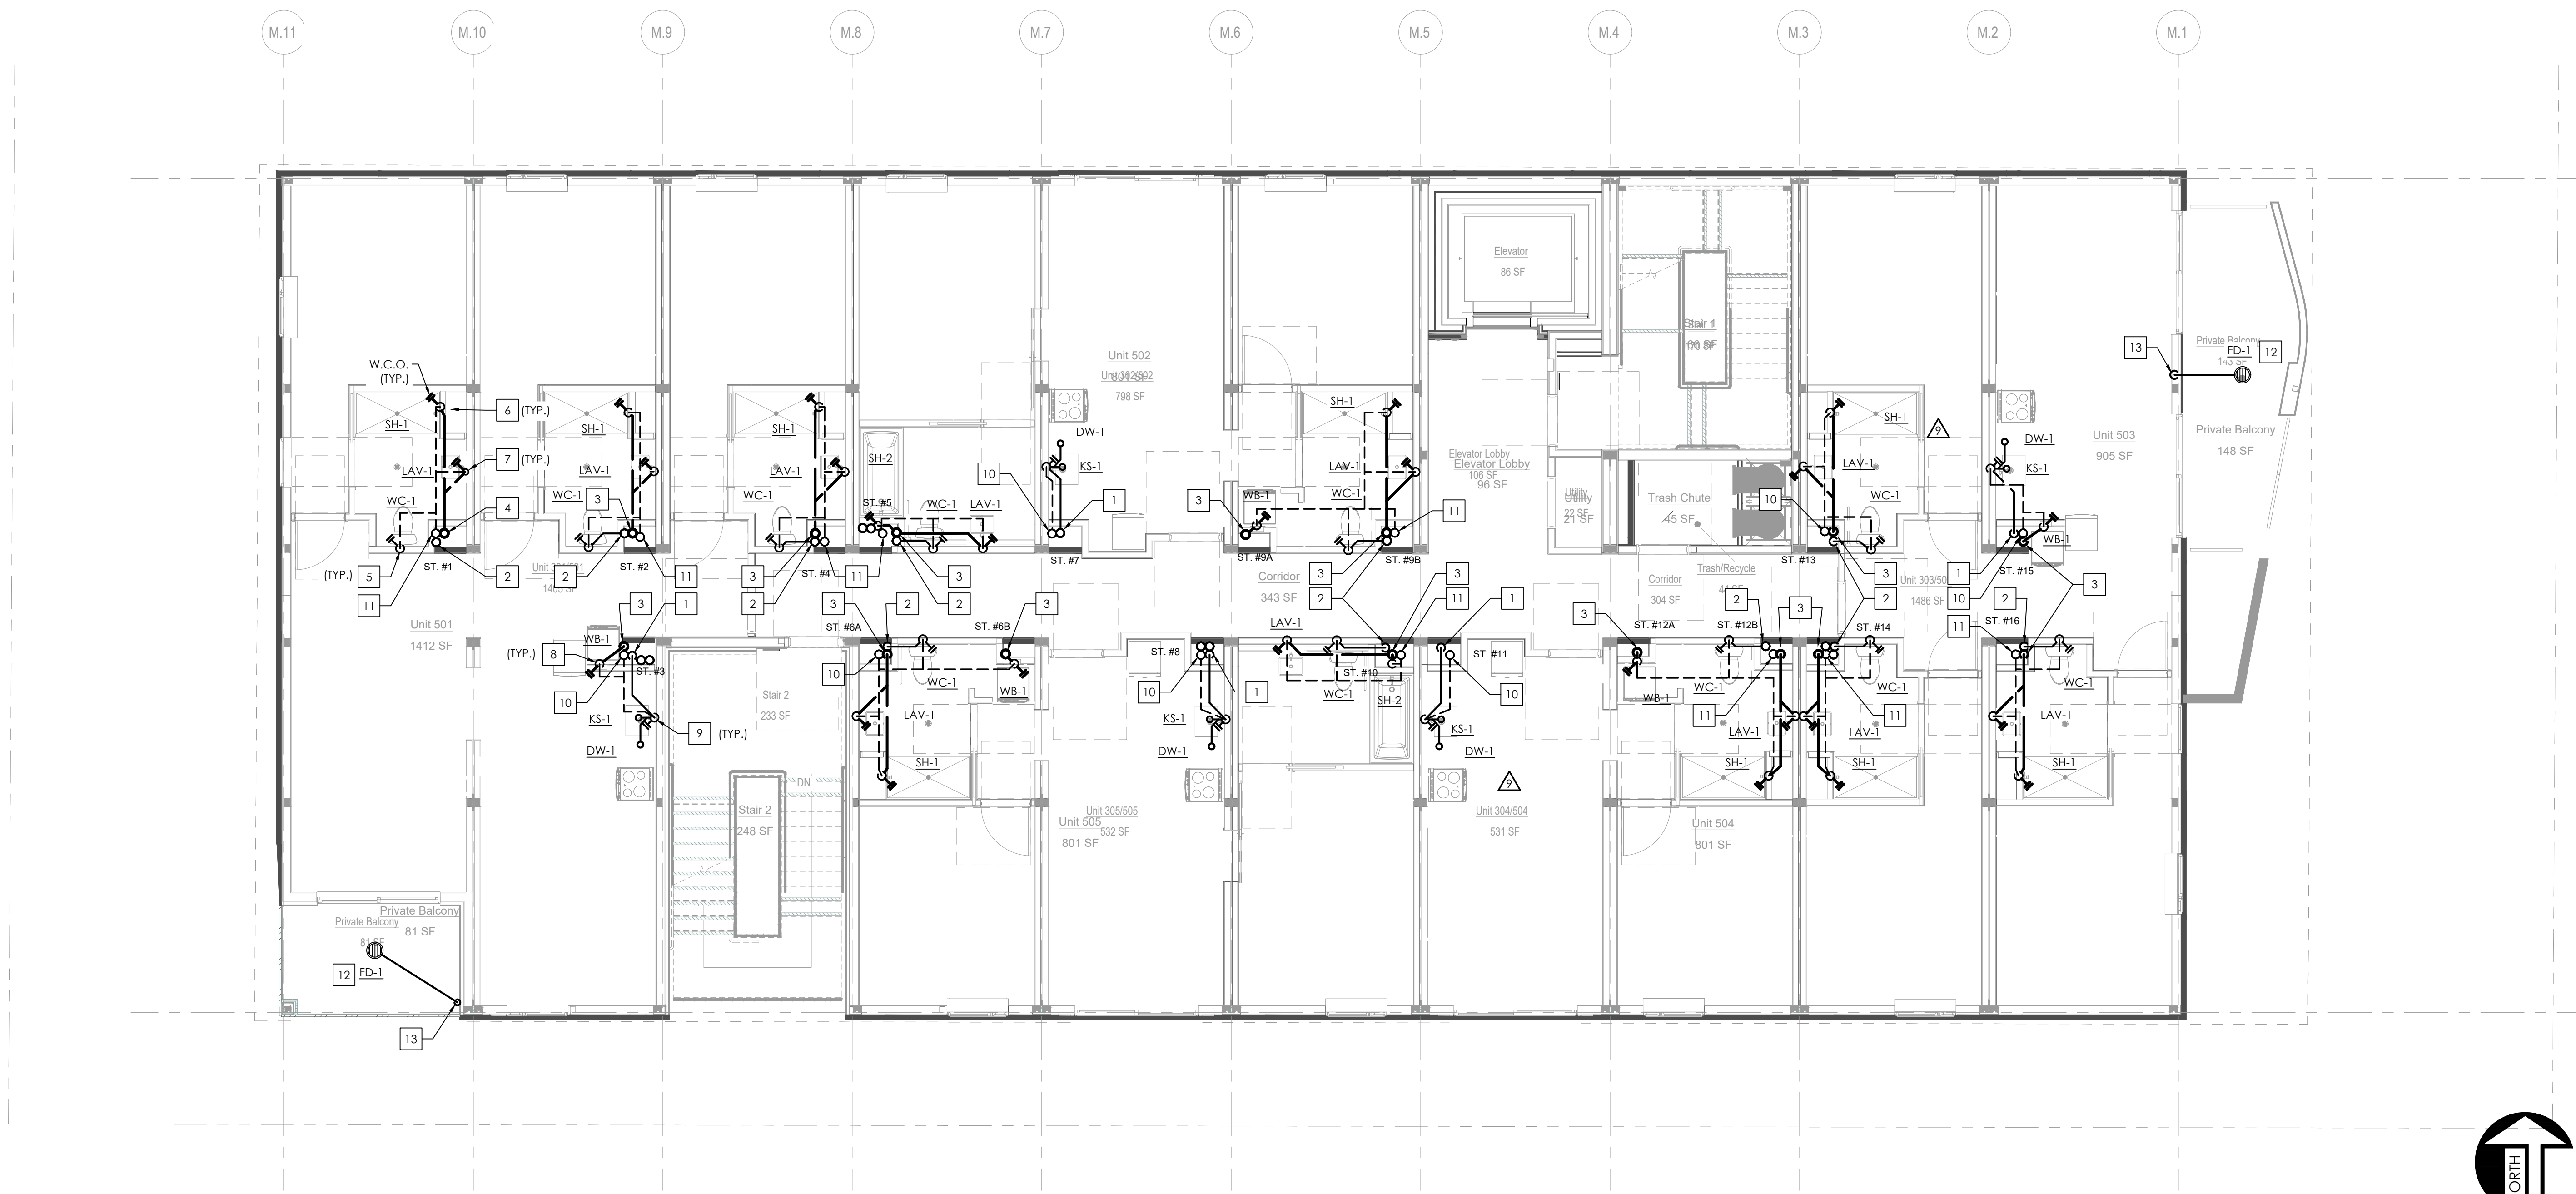 M.11 M.10 M.9 M.8 M.7 M.6 M.5 M.4 M.3 M.2 M.1
Elevator
86 SF
Stair 1
Private Balcony
FD-1 12
13
Unit 502
798 SF
W.C.O.
(TYP.)
6 (TYP.)
SH-1
SH-1
SH-1
SH-1
SH-1
9
7 (TYP.)
LAV-1
LAV-1
LAV-1
SH-2
DW-1
KS-1
10
LAV-1
LAV-1
DW-1
KS-1
Unit 503
905 SF
Private Balcony
148 SF
Elevator Lobby
Elevator Lobby
106 SF
96 SF
WC-1
4
WC-1
3
WC-1
ST. #5
WC-1
LAV-1
1
3
WB-1
WC-1
11
Utility
21 SF
Trash Chute
45 SF
10
WC-1
WB-1
(TYP.) 5
11
ST. #1
2
2
ST. #2
11
3
2
ST. #4
11
3
2
ST. #7
ST. #9A
3
2
ST. #9B
3
11
1
ST. #13
3
2
1
10
ST. #15
3
Unit 501
1412 SF
Corridor
343 SF
Corridor
304 SF
Trash/Recycle
1486 SF
3
1
WB-1
(TYP.) 8
ST. #3
10
KS-1
9 (TYP.)
DW-1
3
ST. #6A
2
ST. #6B
3
10
WC-1
WB-1
LAV-1
SH-1
ST. #8
10
1
KS-1
DW-1
LAV-1
ST. #10
WC-1
SH-2
ST. #11
10
KS-1
DW-1
9
3
ST. #12A
2
ST. #12B
3
ST. #14
WC-1
WB-1
11
LAV-1
SH-1
WC-1
11
LAV-1
SH-1
2
11
ST. #16
WC-1
LAV-1
SH-1
Stair 2
233 SF
DN
Stair 2
248 SF
Unit 305/505
532 SF
Unit 505
801 SF
Unit 304/504
531 SF
Unit 504
801 SF
Private Balcony
Private Balcony
81 SF
12 FD-1
13
ORTH